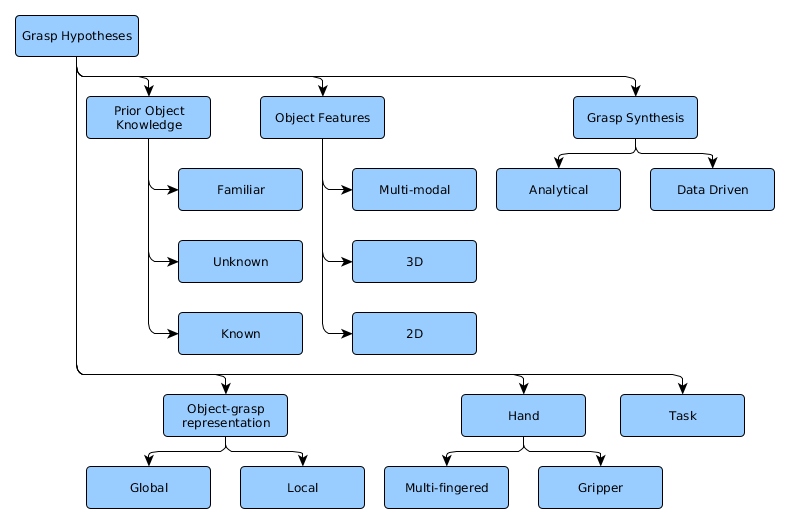 Grasp Hypotheses
Prior Object
Knowledge
Object Features
Grasp Synthesis
Familiar
Multi-modal
Analytical
Data Driven
Unknown
3D
Known
2D
Object-grasp
representation
Hand
Task
Global
Local
Multi-fingered
Gripper